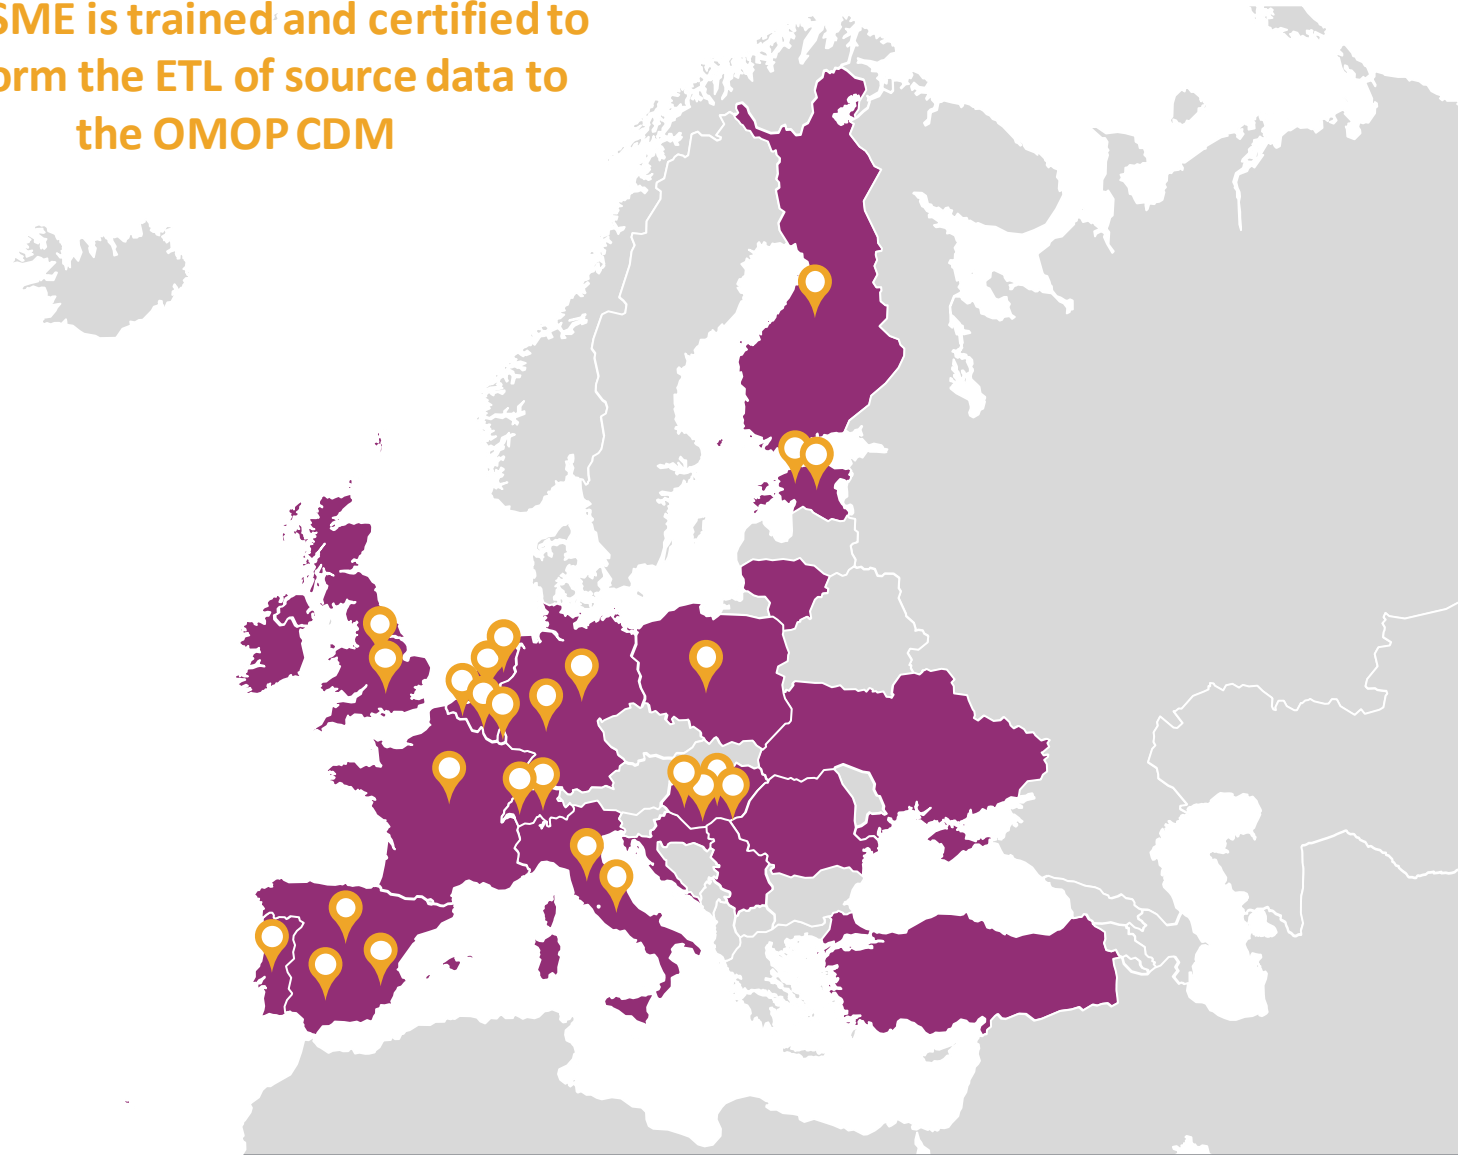 SME is trained and certified to
orm the ETL of source data to
the OMOP CDM